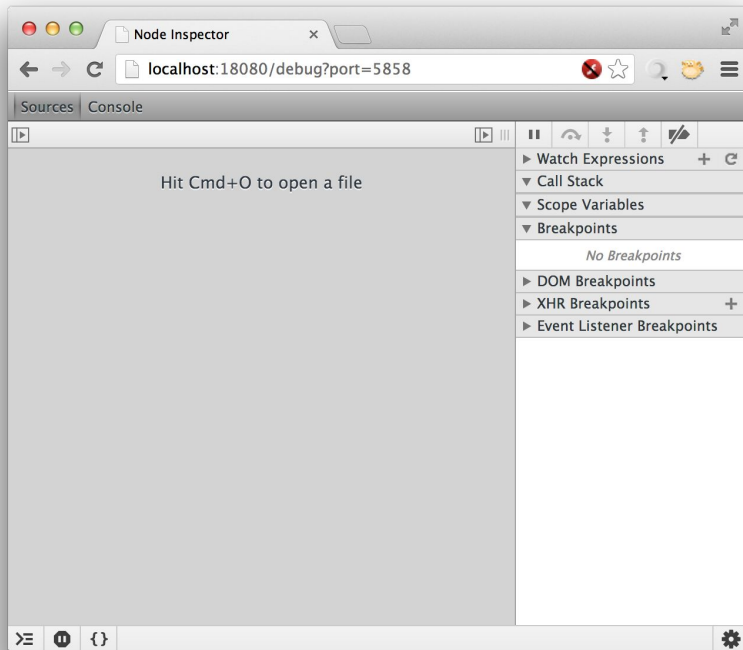 Node Inspector
localhost:18080/debug?port=5858
Sources Console
Hit Cmd+O to open a file
Watch Expressions
Call Stack
Scope Variables
Breakpoints
No Breakpoints
DOM Breakpoints
XHR Breakpoints
Event Listener Breakpoints